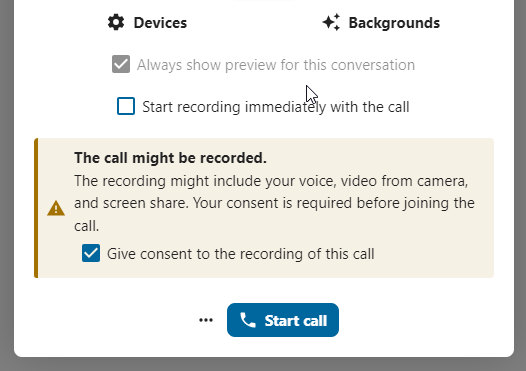 Devices
Backgrounds
Always show preview for this conversation
Start recording immediately with the call
The call might be recorded.
The recording might include your voice, video from camera,
and screen share. Your consent is required before joining the
call.
Give consent to the recording of this call
Start call